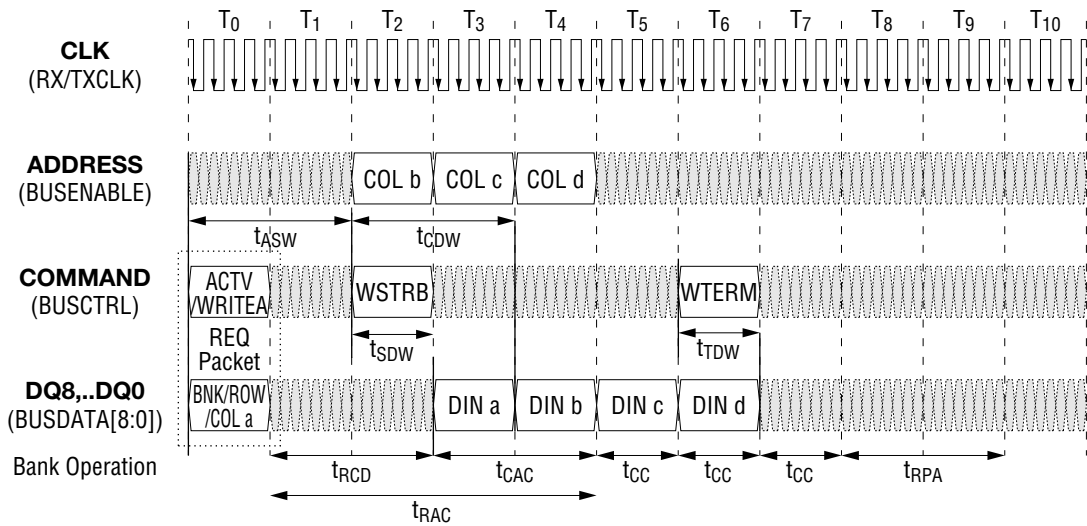 T0 T1 T2 T3 T4 T5 T6 T7 T8 T9 T10
CLK
(RX/TXCLK)
ADDRESS
(BUSENABLE)
COL b COL c COL d
tASW tCDW
COMMAND
(BUSCTRL)
ACTV
/WRITEA
WSTRB WTERM
REQ
Packet
tSDW tTDW
DQ8,..DQ0
(BUSDATA[8:0])
BNK/ROW
/COL a
DIN a DIN b DIN c DIN d
Bank Operation
tRCD tCAC tCC tCC tCC tRPA
tRAC